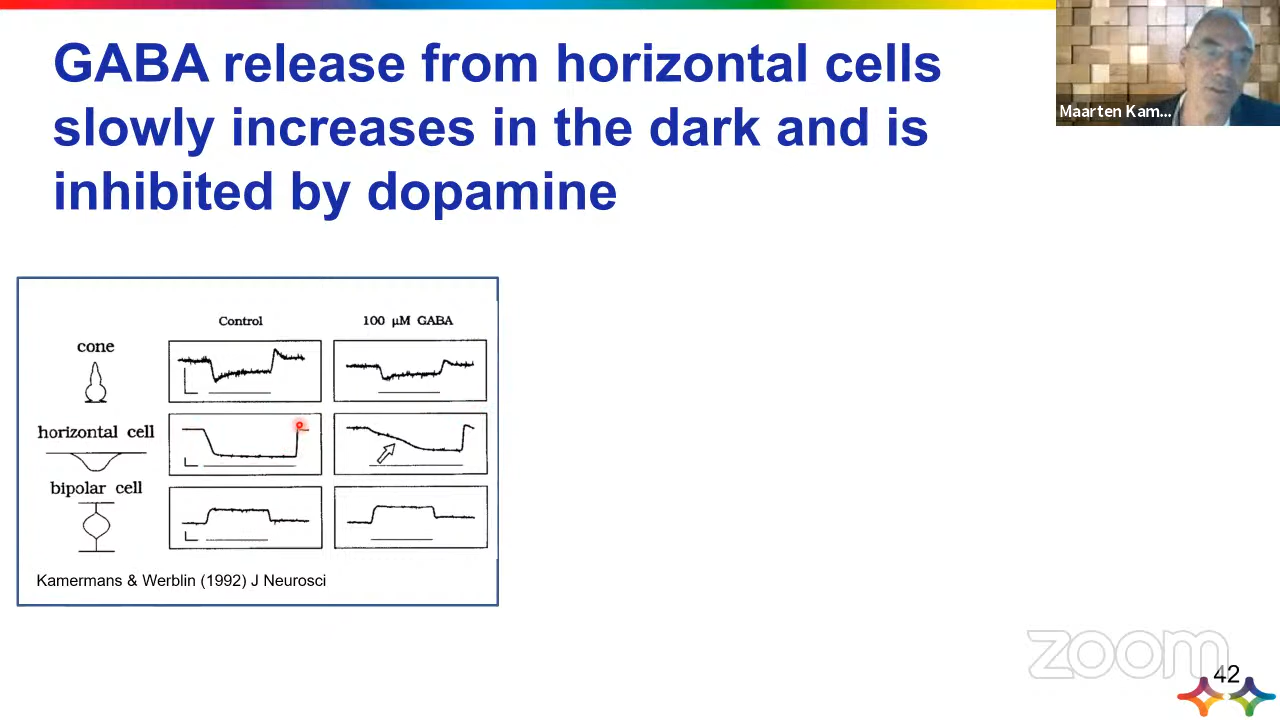 GABA release from horizontal cells
slowly increases in the dark and is
inhibited by dopamine
Maarten Kam...
Control
100 μM GABA
cone
horizontal cell
bipolar cell
Kamermans & Werblin (1992) J Neurosci
zoom
42